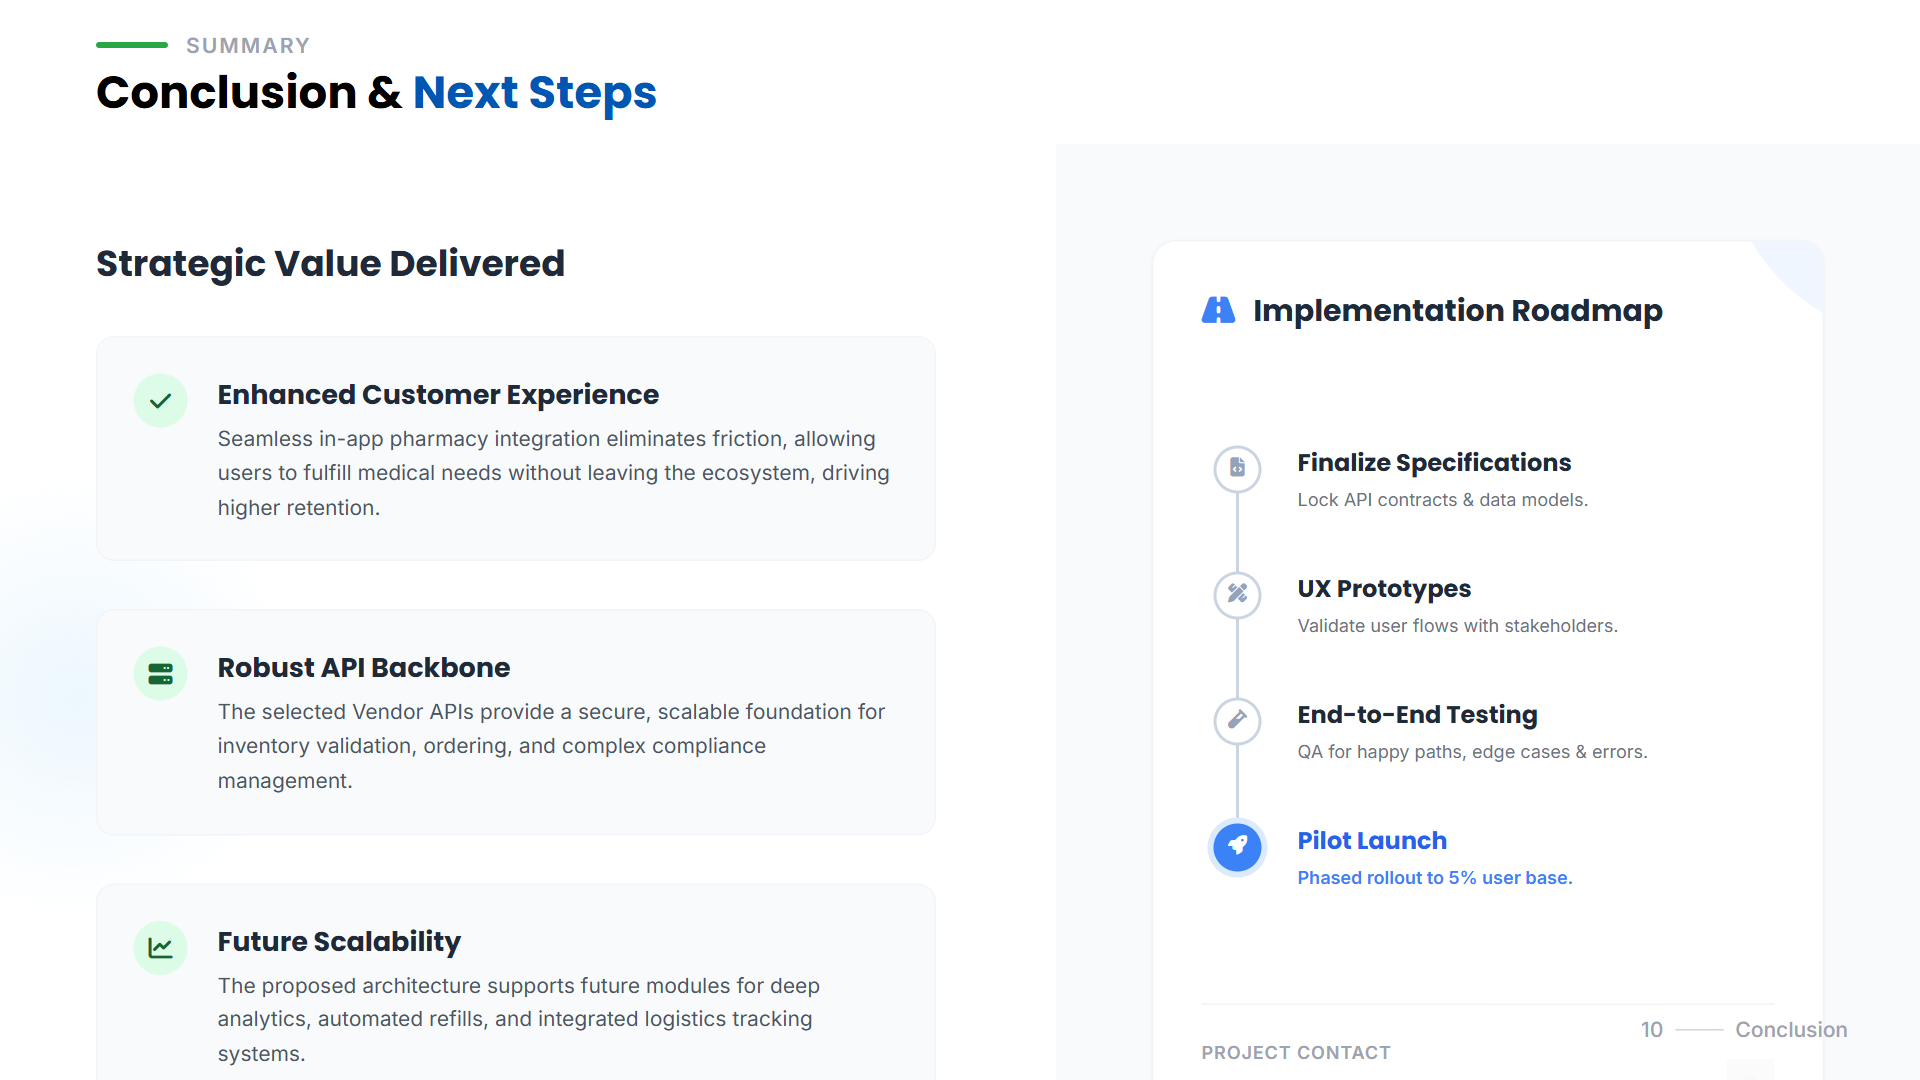 SUMMARY
Conclusion & Next Steps
Strategic Value Delivered
Enhanced Customer Experience
Seamless in-app pharmacy integration eliminates friction, allowing
users to fulfill medical needs without leaving the ecosystem, driving
higher retention.
Robust API Backbone
The selected Vendor APIs provide a secure, scalable foundation for
inventory validation, ordering, and complex compliance
management.
Future Scalability
The proposed architecture supports future modules for deep
analytics, automated refills, and integrated logistics tracking
systems.
Implementation Roadmap
Finalize Specifications
Lock API contracts & data models.
UX Prototypes
Validate user flows with stakeholders.
End-to-End Testing
QA for happy paths, edge cases & errors.
Pilot Launch
Phased rollout to 5% user base.
PROJECT CONTACT
10 Conclusion